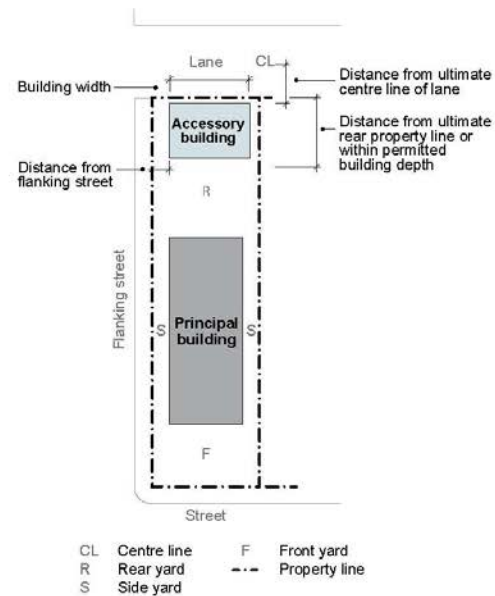 Lane
CL
Building width
Distance from ultimate
centre line of lane
Accessory
building
Distance from ultimate
rear property line or
within permitted
building depth
Distance from
flanking street
R
Flanking street
S
Principal
building
S
F
Street
CL Centre line
F Front yard
R Rear yard
Property line
S Side yard